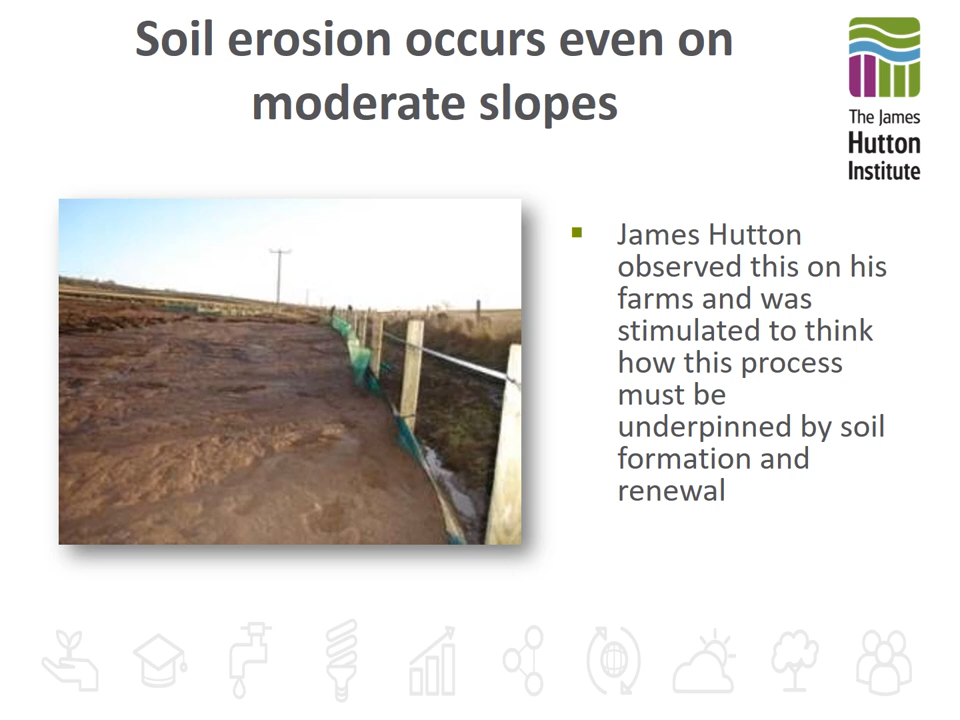 Soil erosion occurs even on
moderate slopes
The James
Hutton
Institute
James Hutton
observed this on his
farms and was
stimulated to think
how this process
must be
underpinned by soil
formation and
renewal